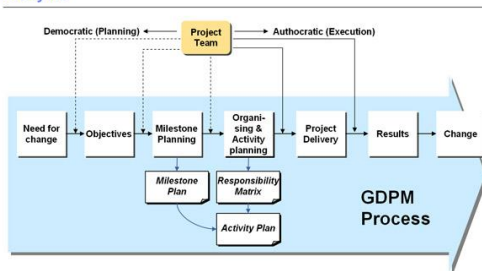 Democratic (Planning)
Project
Team
Authocratic (Execution)
Need for
change
Objectives
Milestone
Planning
Organi-
sing &
Activity
planning
Project
Delivery
Results
Change
Milestone
Plan
Responsibility
Matrix
Activity Plan
GDPM
Process